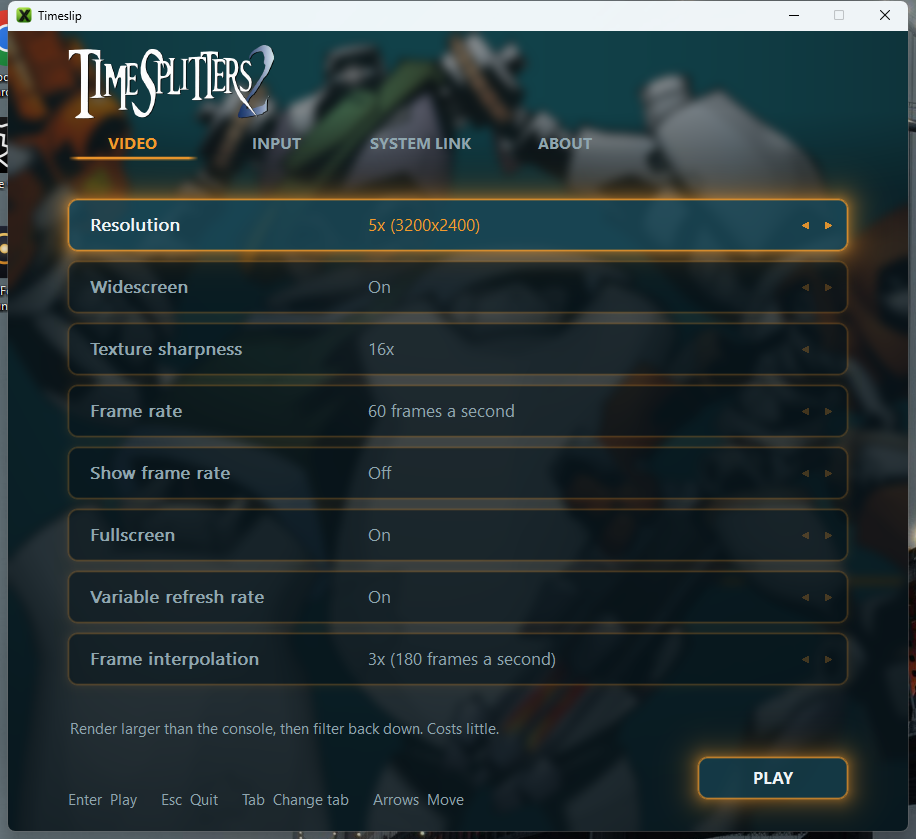 Timeslip
TIMESPLITTERS 2
VIDEO INPUT SYSTEM LINK ABOUT
Resolution 5x (3200x2400)
Widescreen On
Texture sharpness 16x
Frame rate 60 frames a second
Show frame rate Off
Fullscreen On
Variable refresh rate On
Frame interpolation 3x (180 frames a second)
Render larger than the console, then filter back down. Costs little.
PLAY
Enter Play Esc Quit Tab Change tab Arrows Move